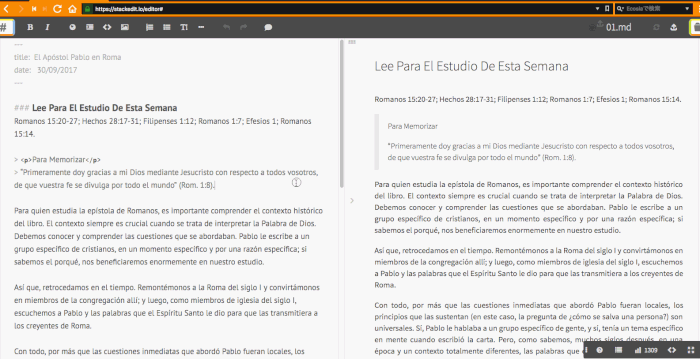 https://stackedit.io/editor#
Ecosiaで検索
#
B I
01.md
---
title: El Apóstol Pablo en Roma
date: 30/09/2017
---
### Lee Para El Estudio De Esta Semana
Romanos 15:20-27; Hechos 28:17-31; Filipenses 1:12; Romanos 1:7; Efesios 1; Romanos
15:14.
> <p>Para Memorizar</p>
> "Primeramente doy gracias a mi Dios mediante Jesucristo con respecto a todos vosotros,
de que vuestra fe se divulga por todo el mundo" (Rom. 1:8).
Para quien estudia la epístola de Romanos, es importante comprender el contexto histórico
del libro. El contexto siempre es crucial cuando se trata de interpretar la Palabra de Dios.
Debemos conocer y comprender las cuestiones que se abordaban. Pablo le escribe a un
grupo específico de cristianos, en un momento específico y por una razón específica; si
sabemos el porqué, nos beneficiaremos enormemente en nuestro estudio.
Así que, retrocedamos en el tiempo. Remontémonos a la Roma del siglo I y convirtámonos
en miembros de la congregación allí; y luego, como miembros de iglesia del siglo I,
escuchemos a Pablo y las palabras que el Espíritu Santo le dio para que las transmitiera a
los creyentes de Roma.
Con todo, por más que las cuestiones inmediatas que abordó Pablo fueran locales, los
Lee Para El Estudio De Esta Semana
Romanos 15:20-27; Hechos 28:17-31; Filipenses 1:12; Romanos 1:7; Efesios 1; Romanos 15:14.
Para Memorizar
"Primeramente doy gracias a mi Dios mediante Jesucristo con respecto a todos vosotros,
de que vuestra fe se divulga por todo el mundo" (Rom. 1:8).
Para quien estudia la epístola de Romanos, es importante comprender el contexto histórico
del libro. El contexto siempre es crucial cuando se trata de interpretar la Palabra de Dios.
Debemos conocer y comprender las cuestiones que se abordaban. Pablo le escribe a un
grupo específico de cristianos, en un momento específico y por una razón específica; si
sabemos el porqué, nos beneficiaremos enormemente en nuestro estudio.
Así que, retrocedamos en el tiempo. Remontémonos a la Roma del siglo I y convirtámonos en
miembros de la congregación allí; y luego, como miembros de iglesia del siglo I, escuchemos
a Pablo y las palabras que el Espíritu Santo le dio para que las transmitiera a los creyentes de
Roma.
Con todo, por más que las cuestiones inmediatas que abordó Pablo fueran locales, los
principios que las sustentan (en este caso, la pregunta de ¿cómo se salva una persona?) son
universales. Sí, Pablo le hablaba a un grupo específico de gente, y sí, tenía un tema específico
en mente cuando escribió la carta. Pero, como sabemos, muchos siglos después, en una
época y un contexto totalmente diferentes, las palabras que
1309